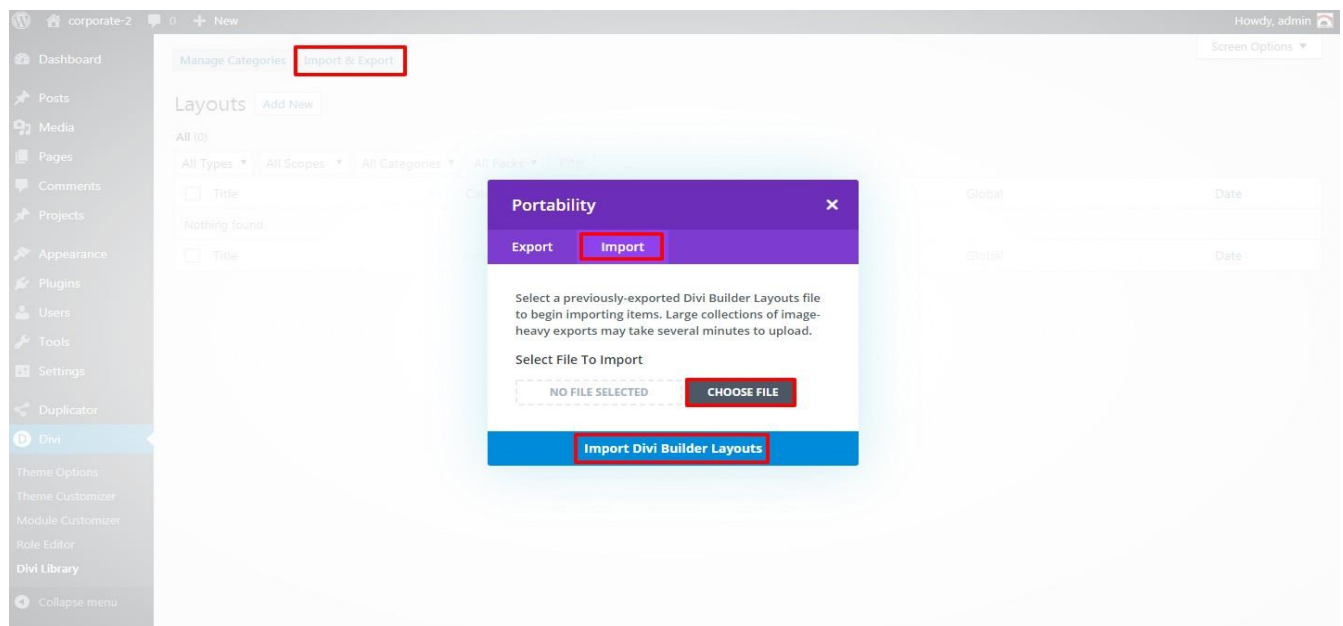 corporate-2 0 + New Howdy, admin
Screen Options ▼
Dashboard
Posts
Media
Pages
Comments
Projects
Appearance
Plugins
Users
Tools
Settings
Duplicator
Divi
Theme Options
Theme Customizer
Module Customizer
Role Editor
Divi Library
Collapse menu
Manage Categories Import & Export
Layouts Add New
All (0)
All Types ▼ All Scopes ▼ All Categories ▼ All Packs ▼ Filter
Title Global Date
Nothing found
Title Global Date
Portability ×
Export Import
Select a previously-exported Divi Builder Layouts file
to begin importing items. Large collections of image-
heavy exports may take several minutes to upload.
Select File To Import
NO FILE SELECTED CHOOSE FILE
Import Divi Builder Layouts